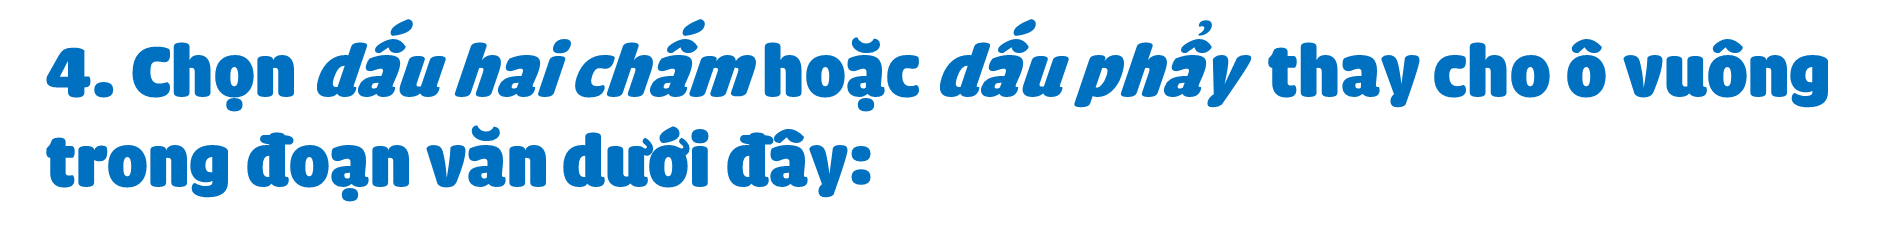 4. Chọn dấu hai chấm hoặc dấu phẩy thay cho ô vuông
trong đoạn văn dưới đây: